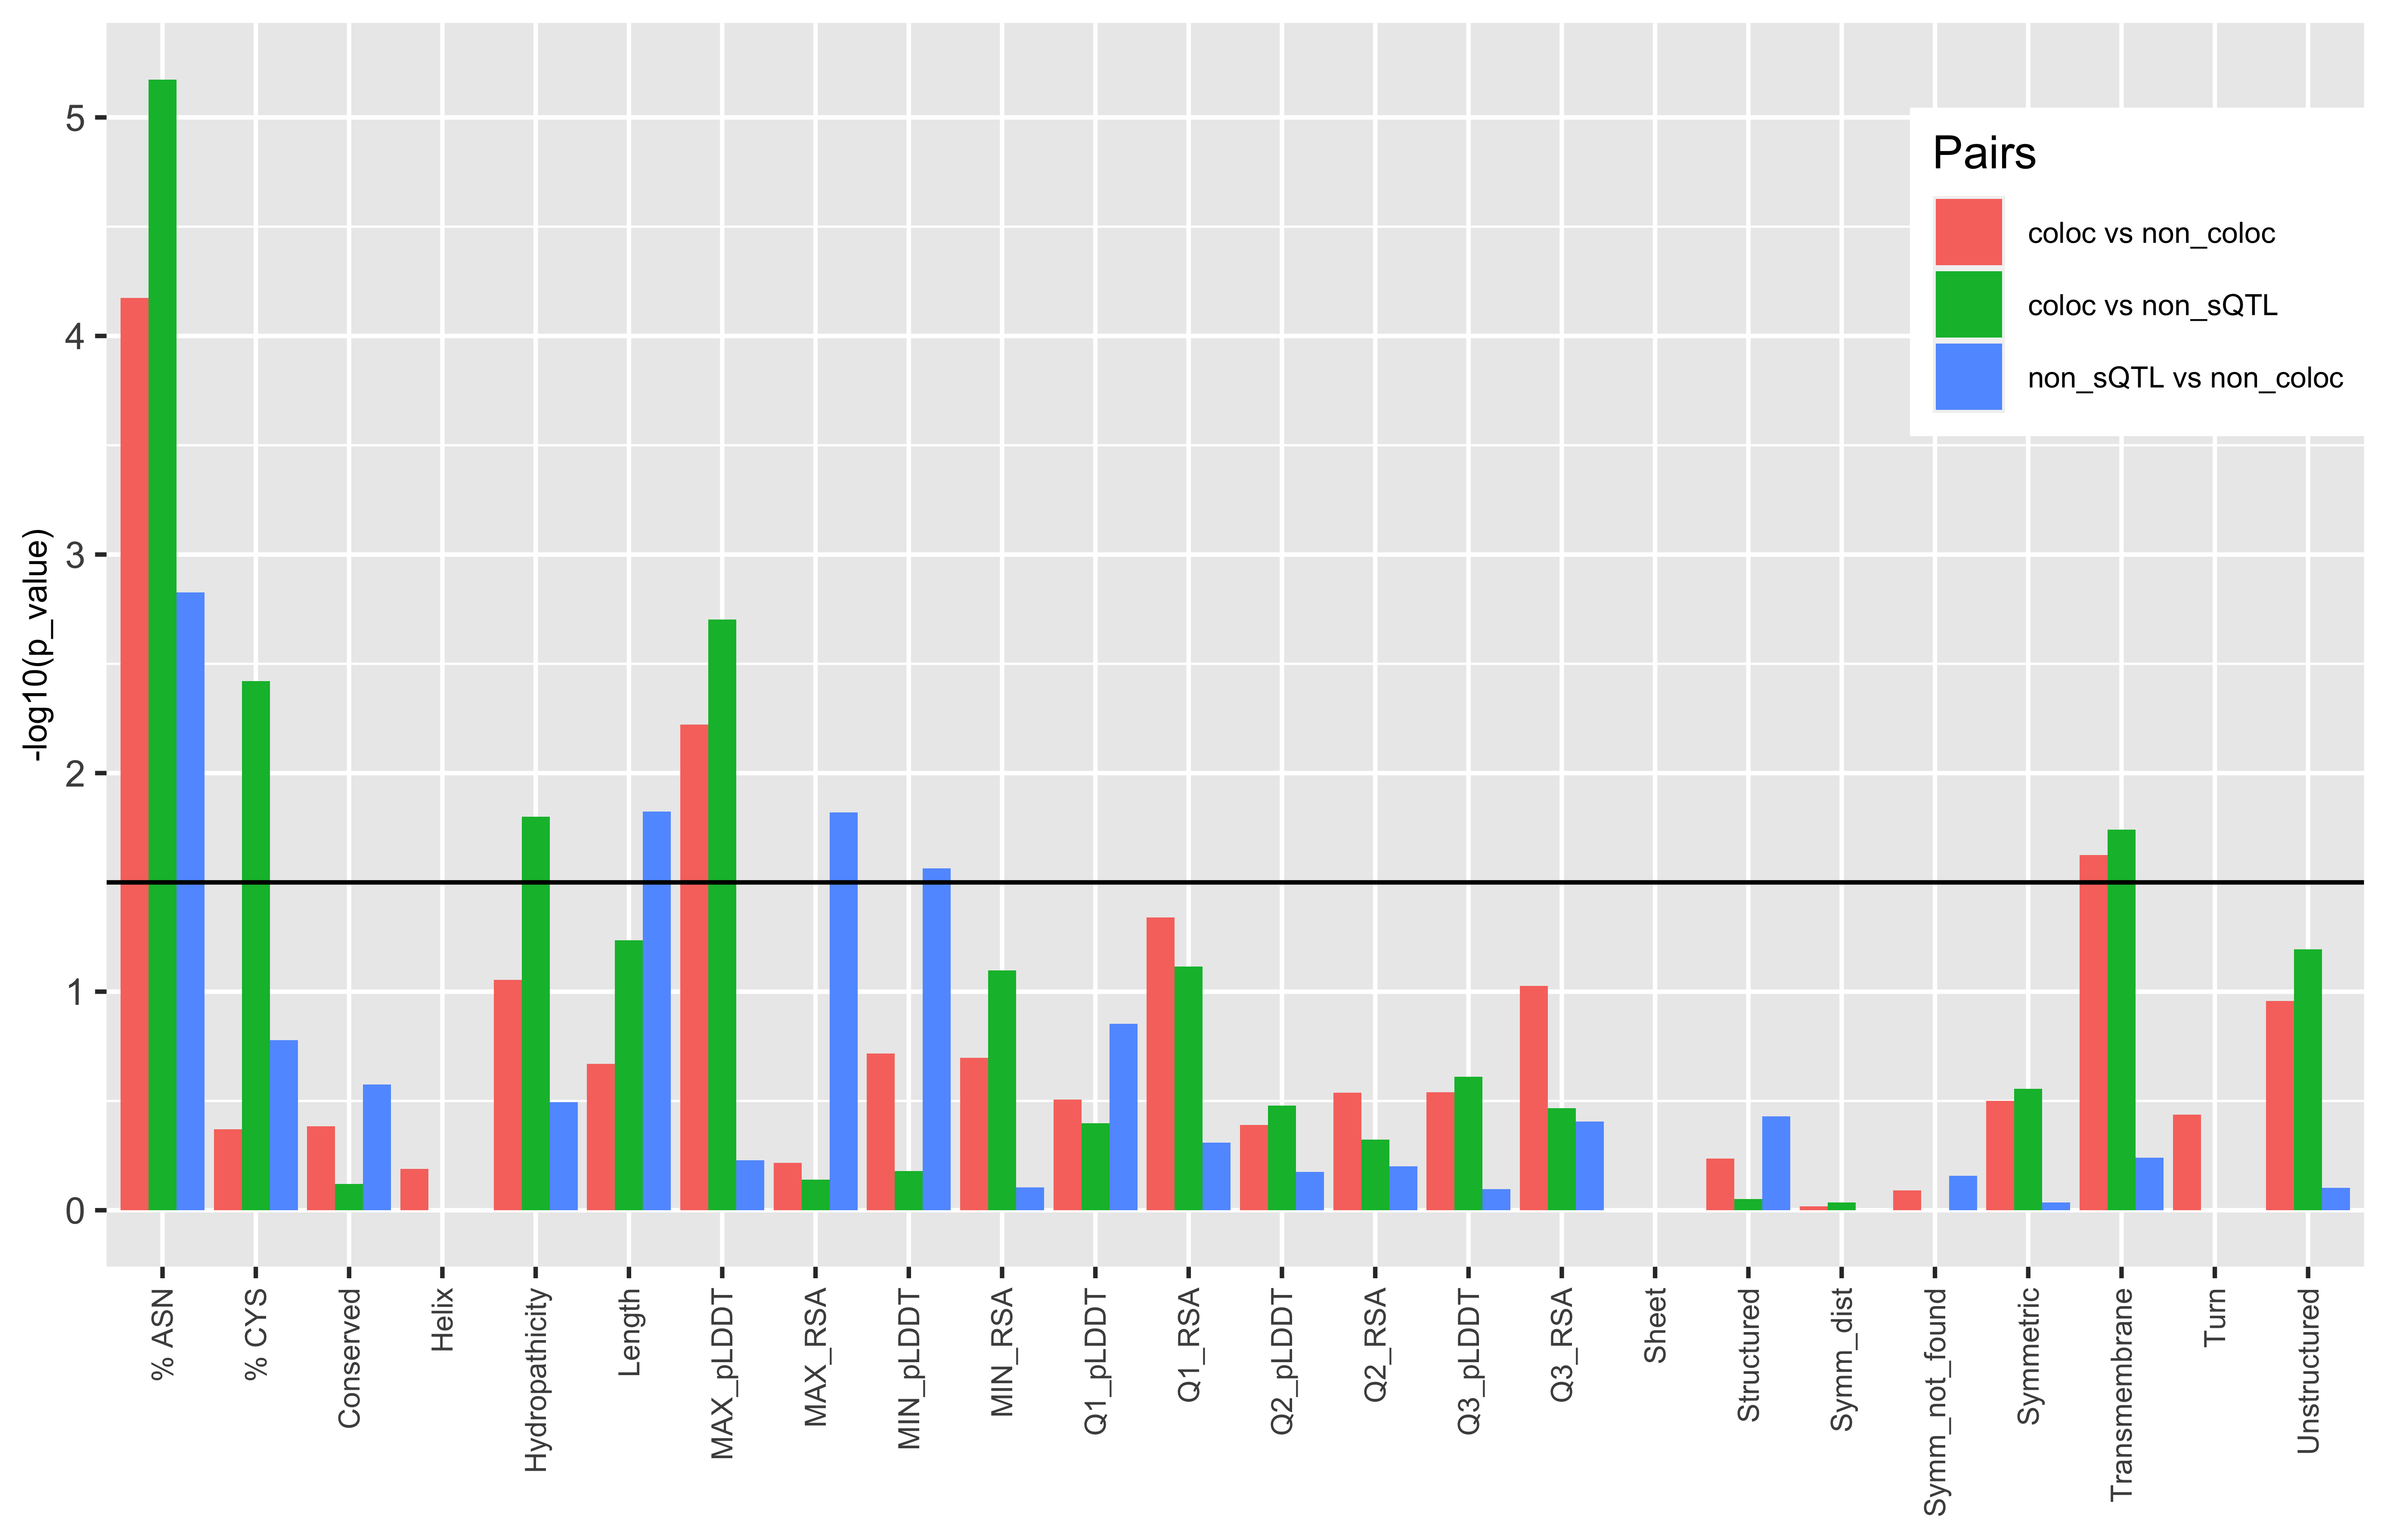 -log10(p_value)
5
4
3
2
1
0
Pairs
coloc vs non_coloc
coloc vs non_sQTL
non_sQTL vs non_coloc
% ASN
% CYS
Conserved
Helix
Hydropathicity
Length
MAX_pLDDT
MAX_RSA
MIN_pLDDT
MIN_RSA
Q1_pLDDT
Q1_RSA
Q2_pLDDT
Q2_RSA
Q3_pLDDT
Q3_RSA
Sheet
Structured
Symm_dist
Symm_not_found
Symmetric
Transmembrane
Turn
Unstructured